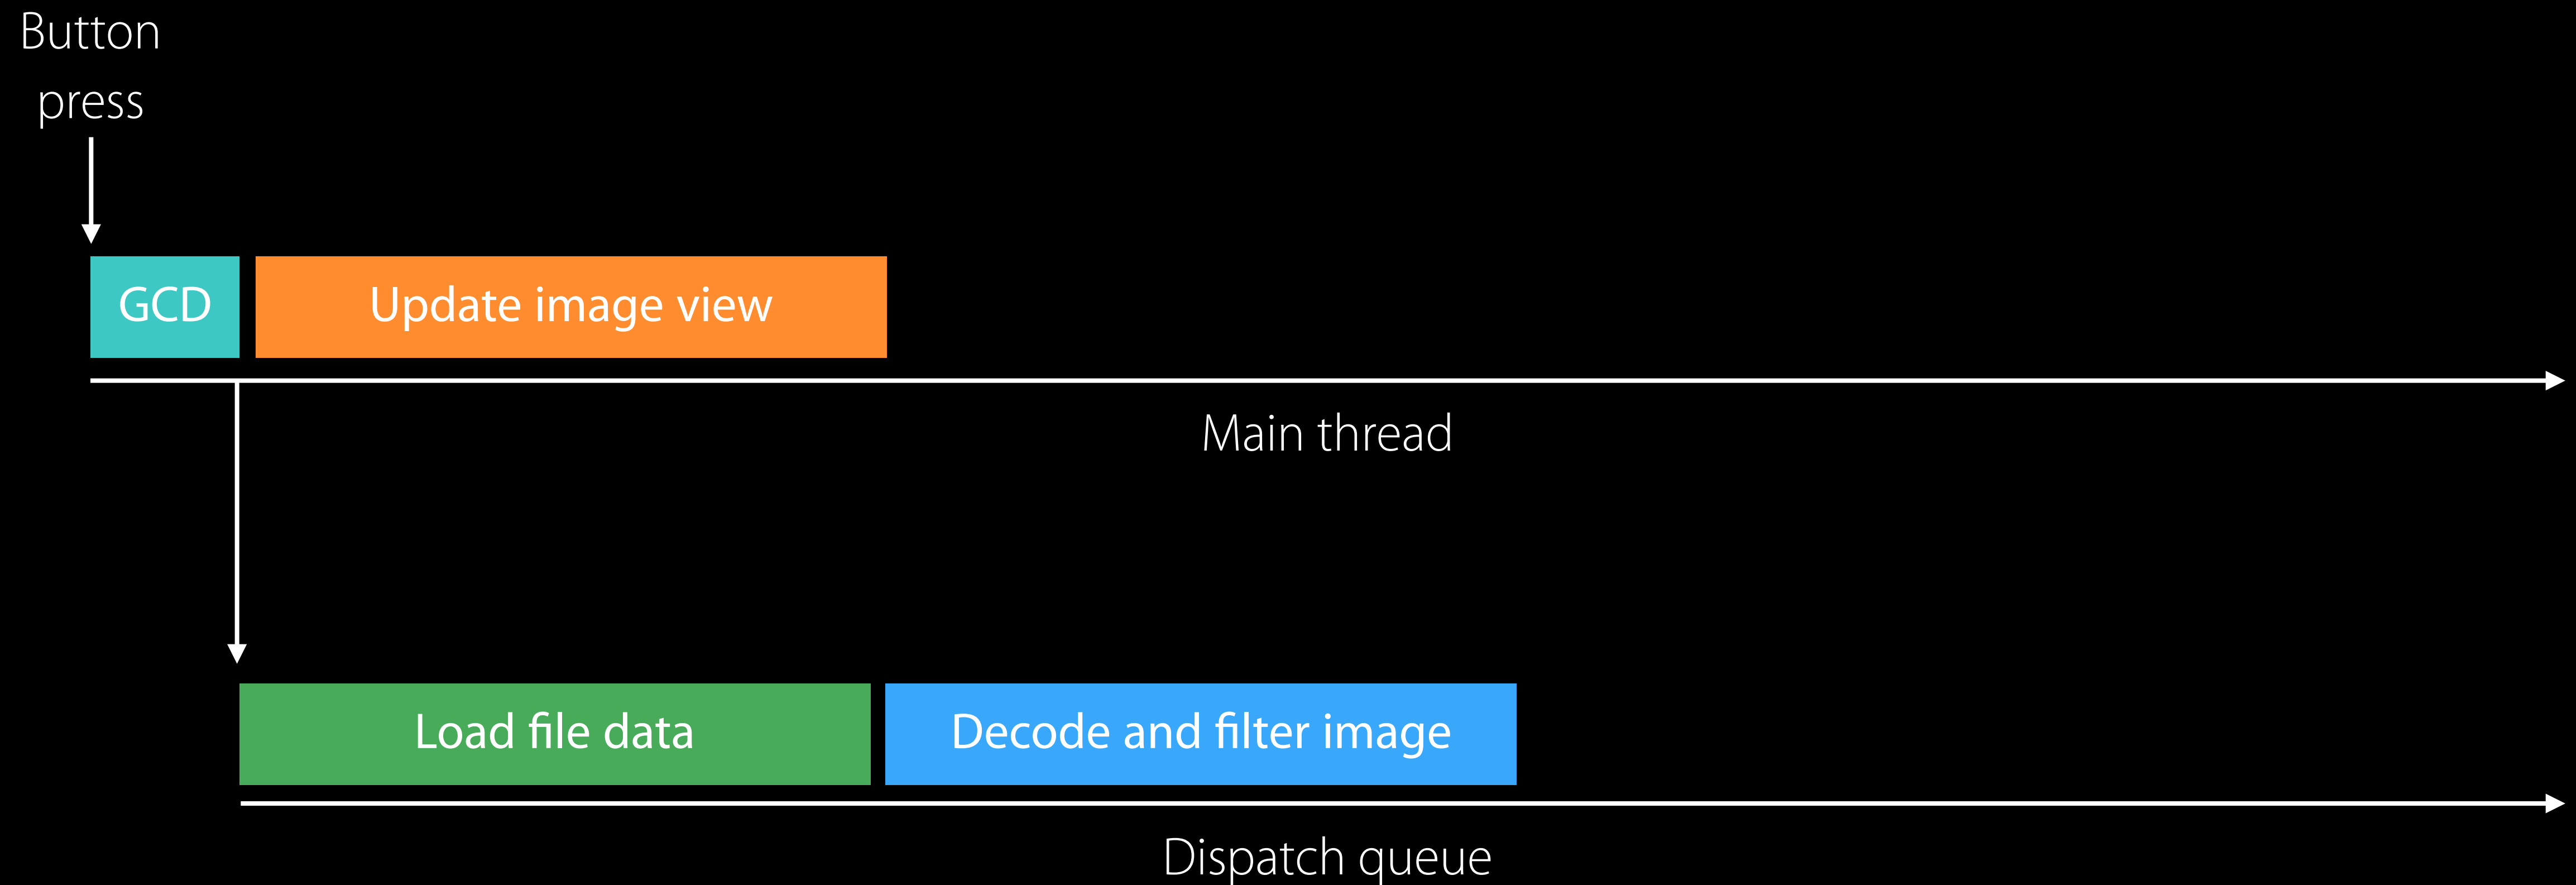 Button
press
GCD
Update image view
Main thread
Load file data
Decode and filter image
Dispatch queue